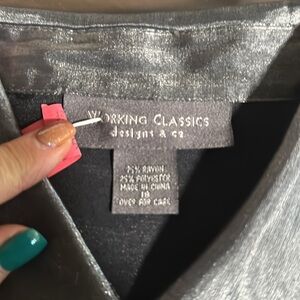 WORKING CLASSICS
designs & co
75% RAYON
25% POLYESTER
MADE IN CHINA
18
OVER FOR CARE